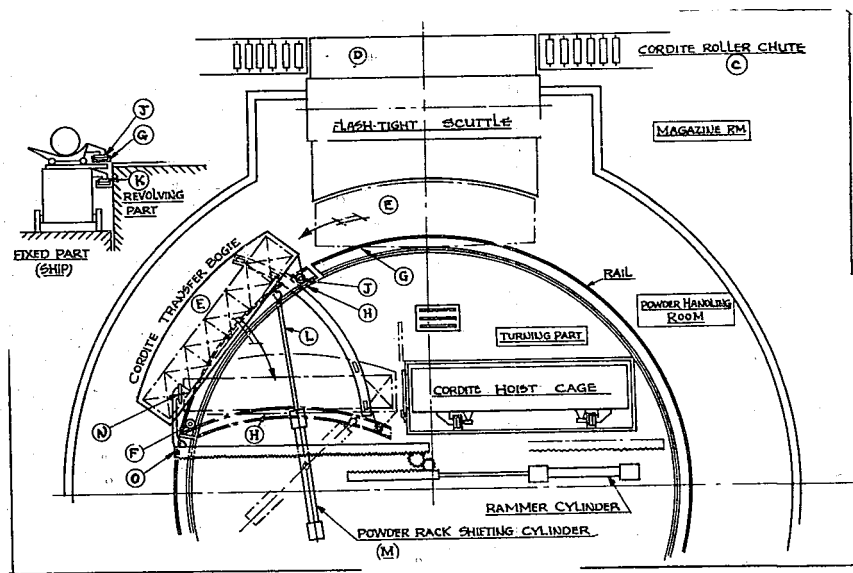 D
CORDITE ROLLER CHUTE
C
FLASH-TIGHT SCUTTLE
MAGAZINE RM
J
G
K
REVOLVING
PART
FIXED PART
(SHIP)
E
CORDITE TRANSFER BOGIE
E
J
G
H
L
RAIL
POWDER HANDLING
ROOM
TURNING PART
CORDITE HOIST CAGE
N
F
H
O
RAMMER CYLINDER
POWDER RACK SHIFTING CYLINDER
(M)